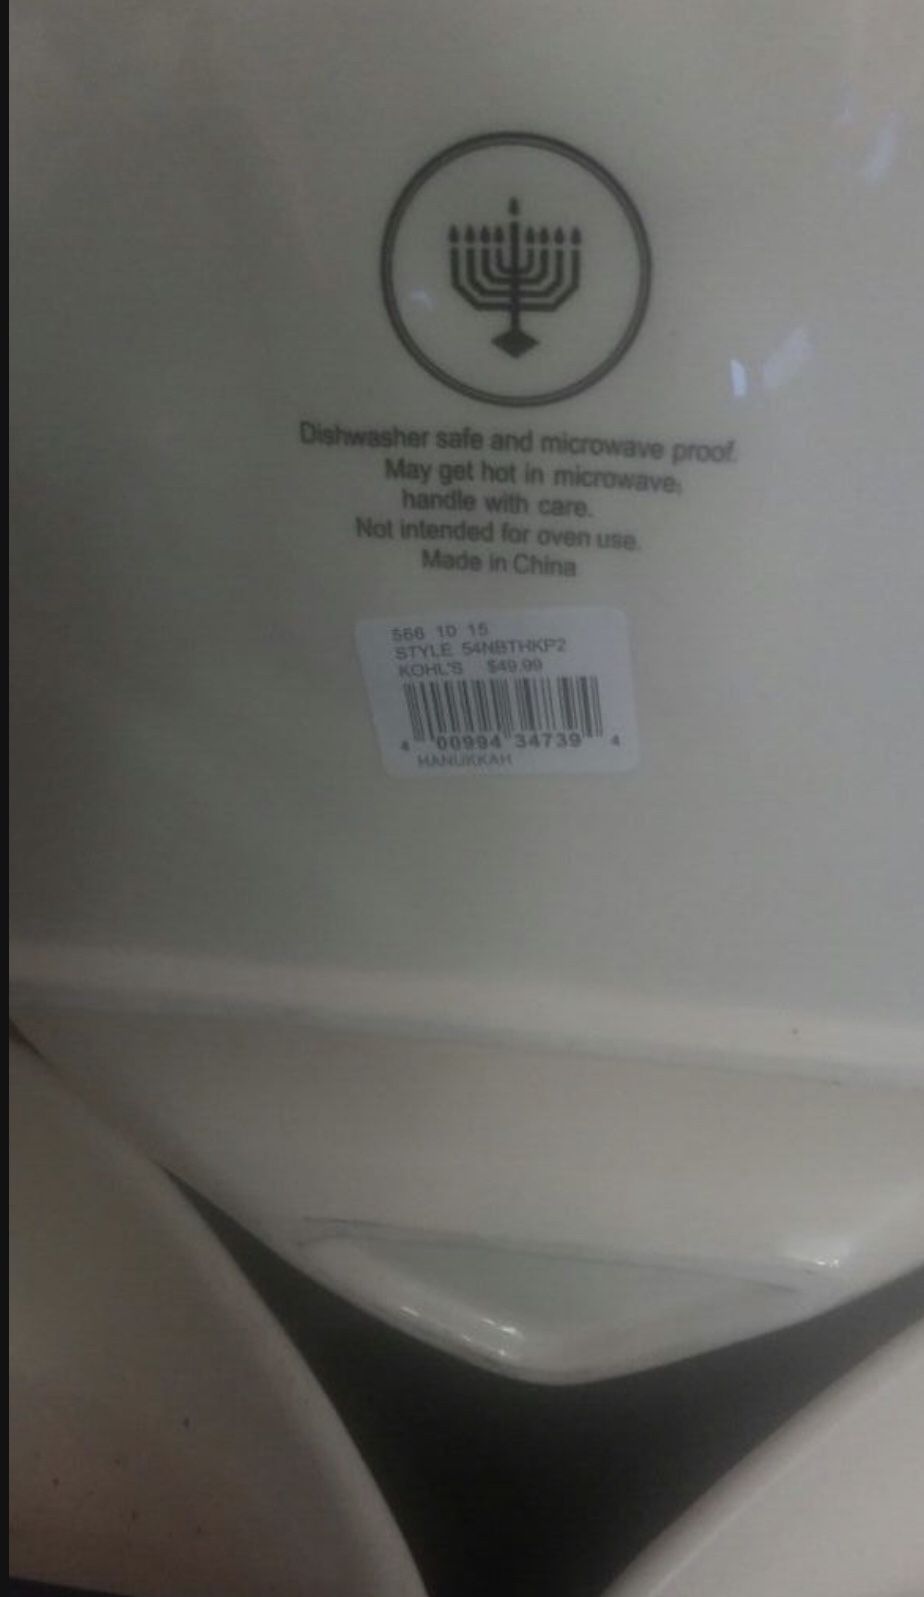 Dishwasher safe and microwave proof.
May get hot in microwave,
handle with care.
Not intended for oven use.
Made in China
566 10 15
STYLE 54NBTHKP2
KOHL'S $49.99
4 00994 34739 4
HANUKKAH